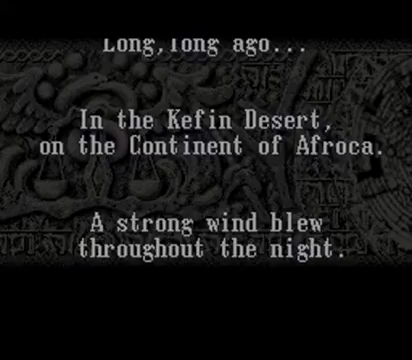 Long,long ago...
In the Kefin Desert,
on the Continent of Afroca.
A strong wind blew
throughout the night.